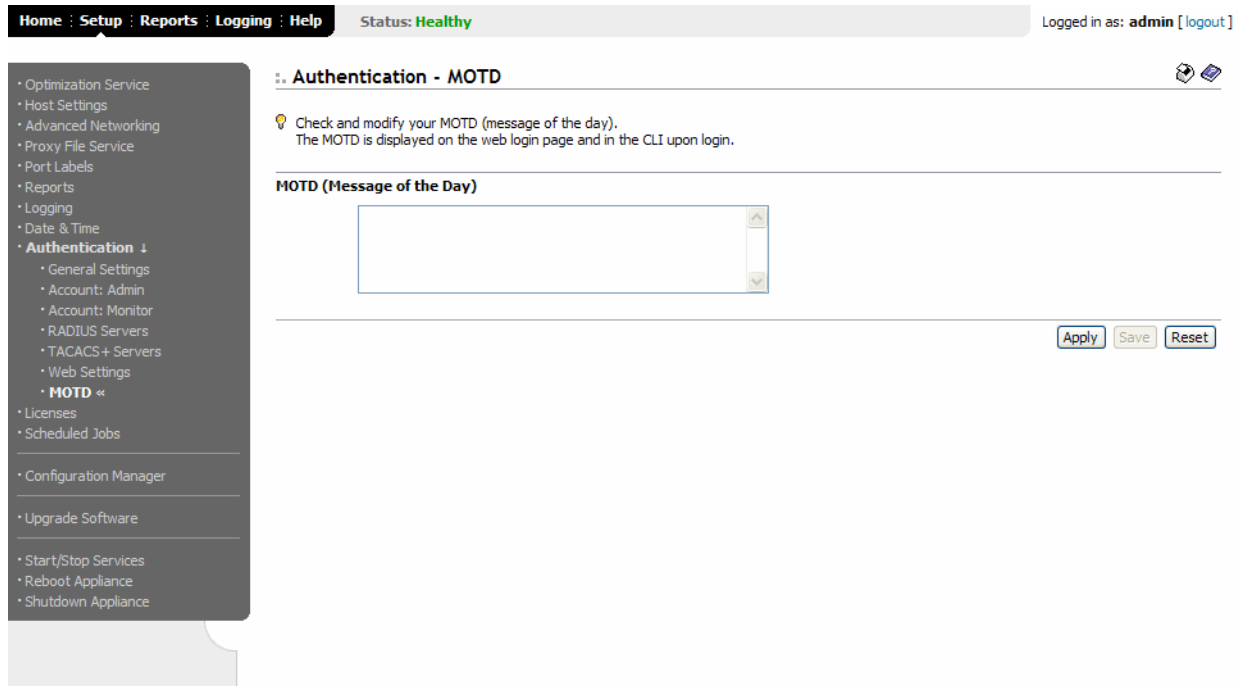 Home Setup Reports Logging Help Status: Healthy Logged in as: admin [ logout ]
• Optimization Service
• Host Settings
• Advanced Networking
• Proxy File Service
• Port Labels
• Reports
• Logging
• Date & Time
• Authentication ↓
• General Settings
• Account: Admin
• Account: Monitor
• RADIUS Servers
• TACACS+ Servers
• Web Settings
• MOTD «
• Licenses
• Scheduled Jobs
• Configuration Manager
• Upgrade Software
• Start/Stop Services
• Reboot Appliance
• Shutdown Appliance
:. Authentication - MOTD
Check and modify your MOTD (message of the day).
The MOTD is displayed on the web login page and in the CLI upon login.
MOTD (Message of the Day)
Apply Save Reset